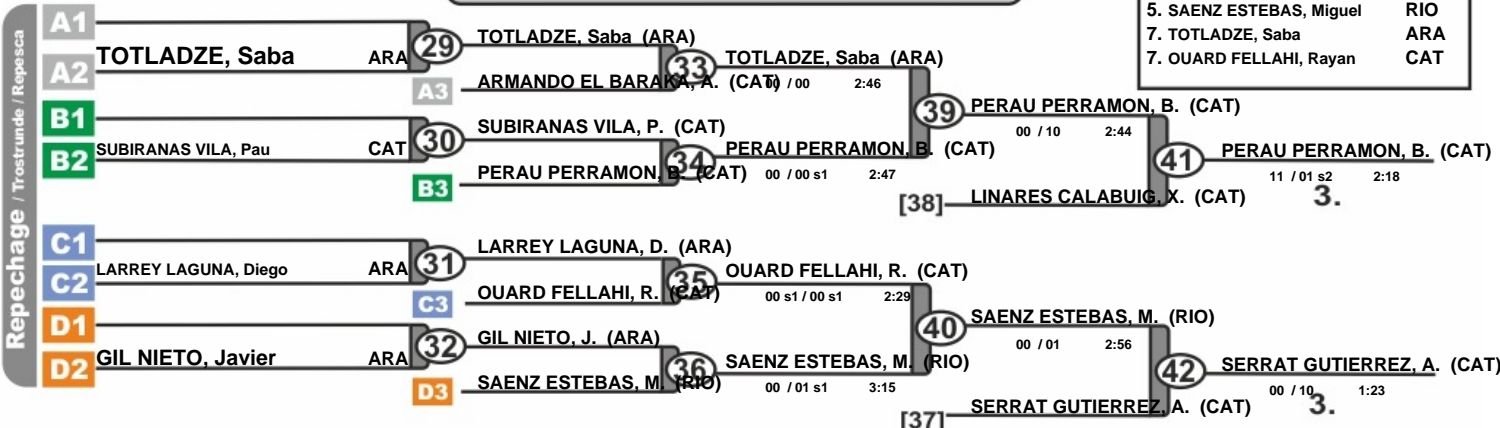 Repechage / Trostrunde / Repesca
5. SAENZ ESTEBAS, Miguel RIO
7. TOTLADZE, Saba ARA
7. OUARD FELLAHI, Rayan CAT
A1
TOTLADZE, Saba ARA
A2
29
TOTLADZE, Saba (ARA)
A3
ARMANDO EL BARAKA, A. (CAT)
33
TOTLADZE, Saba (ARA)
00 / 00 2:46
B1
B2
SUBIRANAS VILA, Pau CAT
30
SUBIRANAS VILA, P. (CAT)
B3
PERAU PERRAMON, B. (CAT)
34
PERAU PERRAMON, B. (CAT)
00 / 00 s1 2:47
39
PERAU PERRAMON, B. (CAT)
00 / 10 2:44
[38]
LINARES CALABUIG, X. (CAT)
41
PERAU PERRAMON, B. (CAT)
11 / 01 s2 2:18
3.
C1
C2
LARREY LAGUNA, Diego ARA
31
LARREY LAGUNA, D. (ARA)
C3
OUARD FELLAHI, R. (CAT)
35
OUARD FELLAHI, R. (CAT)
00 s1 / 00 s1 2:29
D1
D2
GIL NIETO, Javier ARA
32
GIL NIETO, J. (ARA)
D3
SAENZ ESTEBAS, M. (RIO)
36
SAENZ ESTEBAS, M. (RIO)
00 / 01 s1 3:15
40
SAENZ ESTEBAS, M. (RIO)
00 / 01 2:56
[37]
SERRAT GUTIERREZ, A. (CAT)
42
SERRAT GUTIERREZ, A. (CAT)
00 / 10 1:23
3.